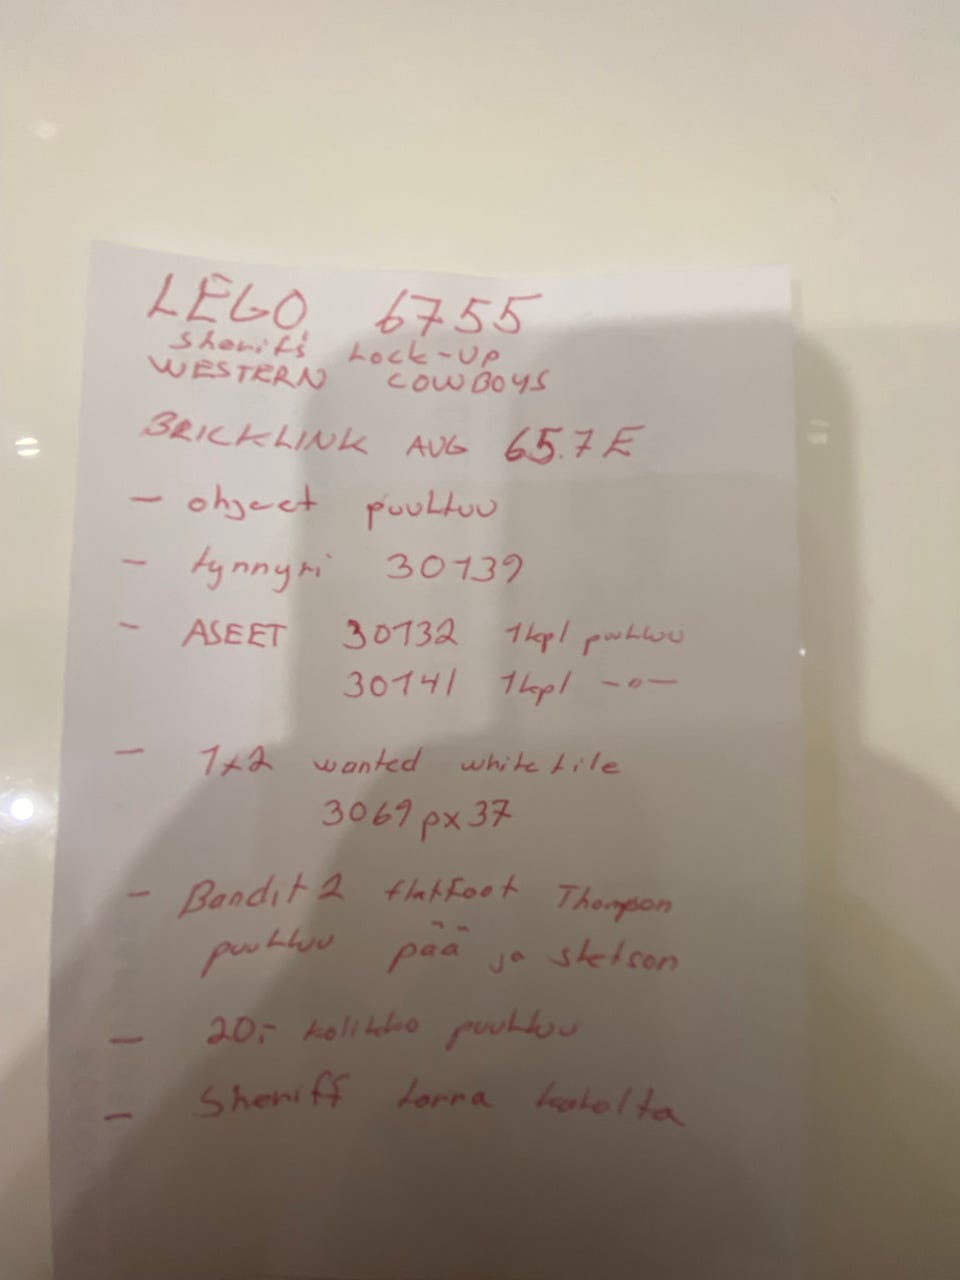 LEGO 6755
Sheriff's Lock-Up
WESTERN COWBOYS
BRICKLINK AVG 65.7 E
- ohjeet puuttuu
- tynnyri 30139
- ASEET 30132 1kpl puuttuu
30141 1kpl -"-
- 1x2 wanted white tile
3069px37
- Bandit 2 flatfoot Thompson
puuttuu pää ja stetson
- 20,- kolikko puuttuu
- Sheriff tarra katolta